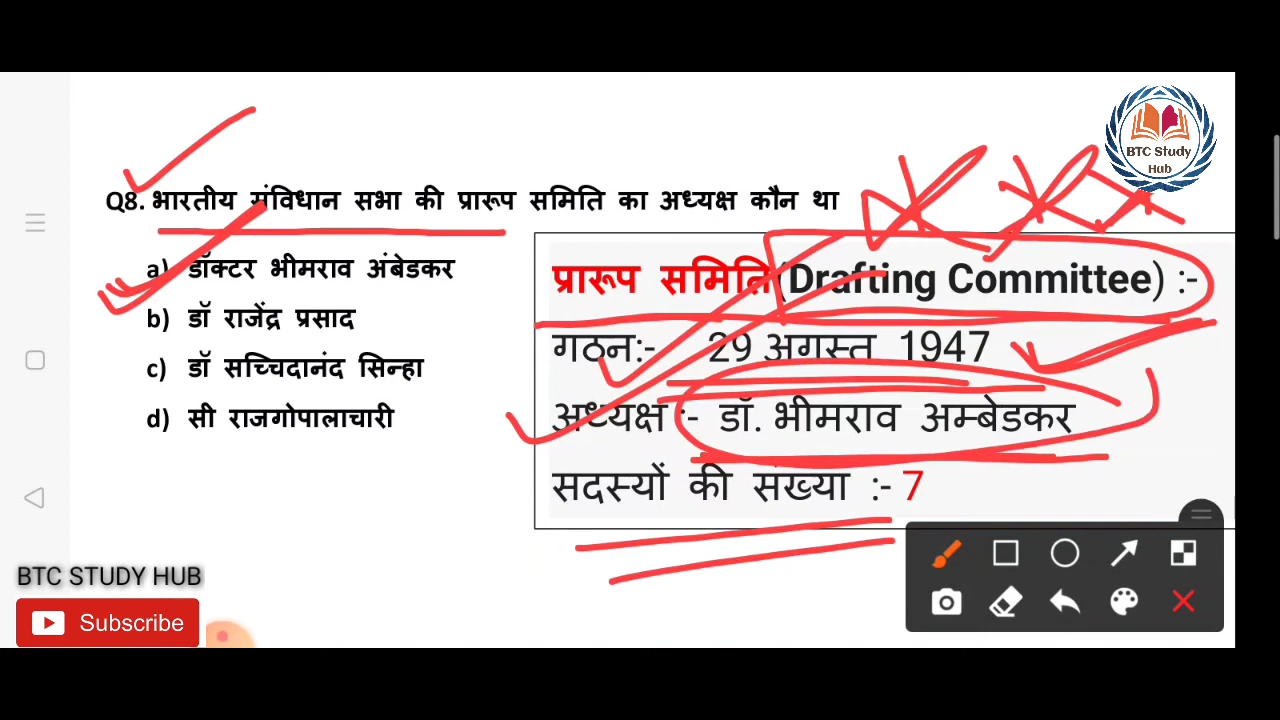 BTC Study
Hub
Q8. भारतीय संविधान सभा की प्रारूप समिति का अध्यक्ष कौन था
a) डॉक्टर भीमराव अंबेडकर
b) डॉ राजेंद्र प्रसाद
c) डॉ सच्चिदानंद सिन्हा
d) सी राजगोपालाचारी
प्रारूप समिति(Drafting Committee) :-
गठन:- 29 अगस्त 1947
अध्यक्ष :- डॉ. भीमराव अम्बेडकर
सदस्यों की संख्या :- 7
BTC STUDY HUB
Subscribe